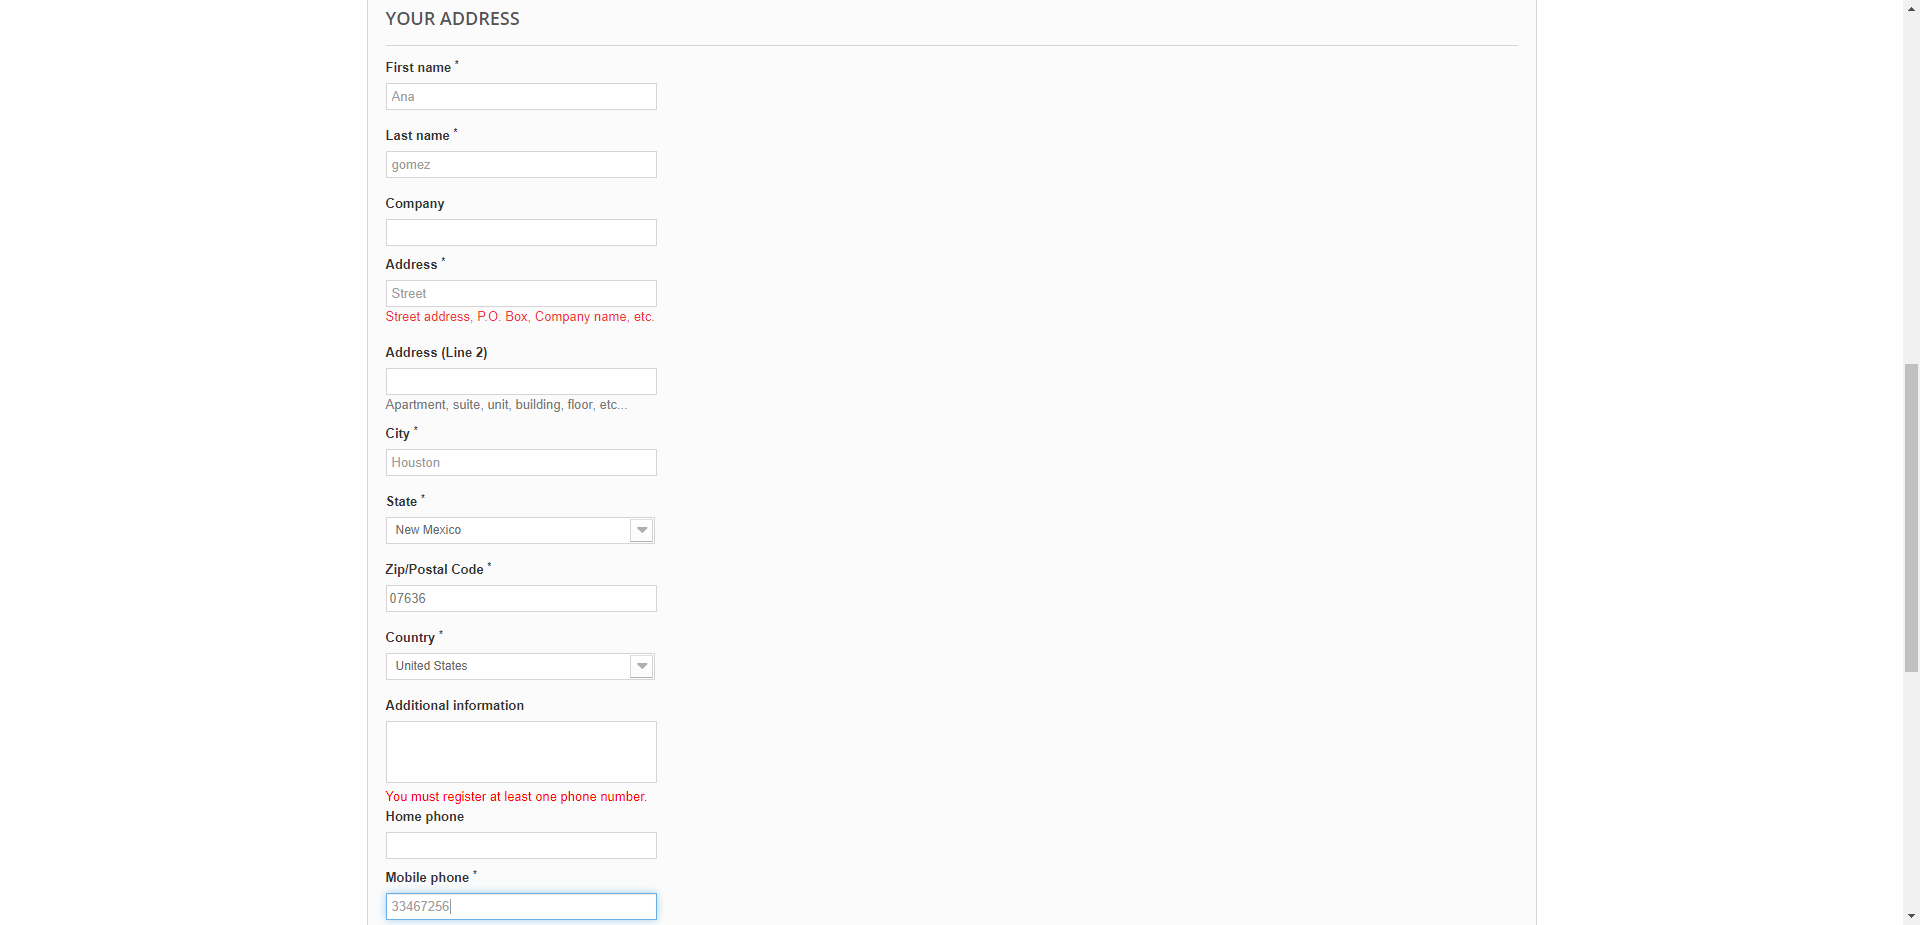 YOUR ADDRESS
First name *
Ana
Last name *
gomez
Company
Address *
Street
Street address, P.O. Box, Company name, etc.
Address (Line 2)
Apartment, suite, unit, building, floor, etc...
City *
Houston
State *
New Mexico
Zip/Postal Code *
07636
Country *
United States
Additional information
You must register at least one phone number.
Home phone
Mobile phone *
33467256